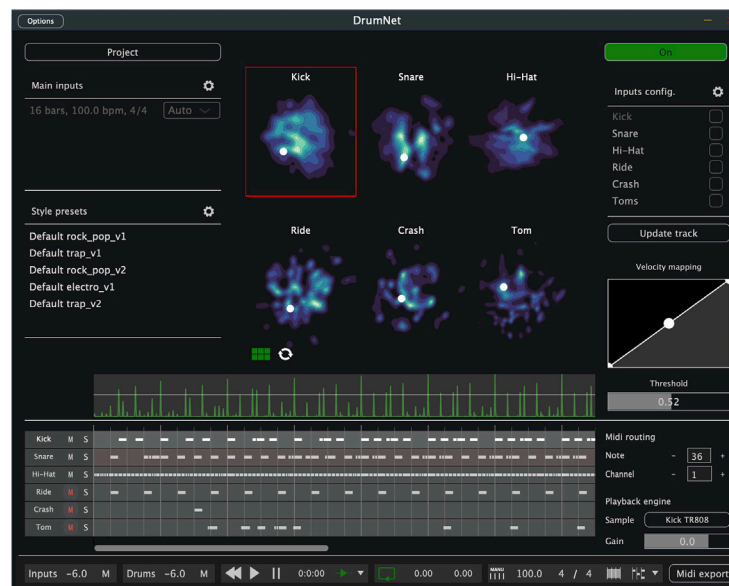 Options
DrumNet
Project
On
Main inputs
16 bars, 100.0 bpm, 4/4
Auto
Kick
Snare
Hi-Hat
Inputs config.
Kick
Snare
Hi-Hat
Ride
Crash
Toms
Style presets
Default rock_pop_v1
Default trap_v1
Default rock_pop_v2
Default electro_v1
Default trap_v2
Ride
Crash
Tom
Update track
Velocity mapping
Threshold
0.52
Kick M S
Snare M S
Hi-Hat M S
Ride M S
Crash M S
Tom M S
Midi routing
Note - 36 +
Channel - 1 +
Playback engine
Sample Kick TR808
Gain 0.0
Inputs -6.0 M Drums -6.0 M 0:0:00 0.00 0.00 MANU 100.0 4 / 4 Midi export